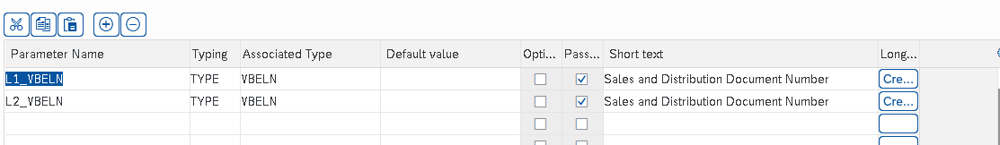 Parameter Name Typing Associated Type Default value Opti... Pass... Short text Long...
L1_VBELN TYPE VBELN Sales and Distribution Document Number Cre...
L2_VBELN TYPE VBELN Sales and Distribution Document Number Cre...